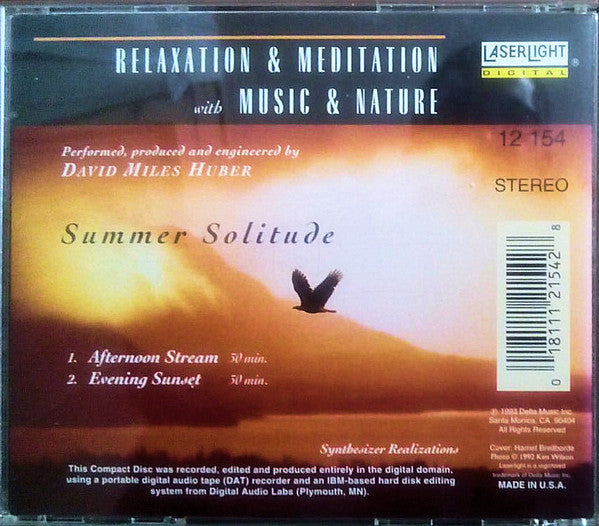 RELAXATION & MEDITATION
with MUSIC & NATURE
LASERLIGHT
DIGITAL
®
Performed, produced and engineered by
DAVID MILES HUBER
12 154
STEREO
Summer Solitude
1. Afternoon Stream 30 min.
2. Evening Sunset 30 min.
0 18111 21542 8
℗ 1993 Delta Music Inc.
Santa Monica, CA. 90404
All Rights Reserved
Cover: Harriet Breitborde
Press © 1992 Ken Wilson
Laserlight is a registered
trademark of Delta Music Inc.
MADE IN U.S.A.
Synthesizer Realizations
This Compact Disc was recorded, edited and produced entirely in the digital domain,
using a portable digital audio tape (DAT) recorder and an IBM-based hard disk editing
system from Digital Audio Labs (Plymouth, MN).